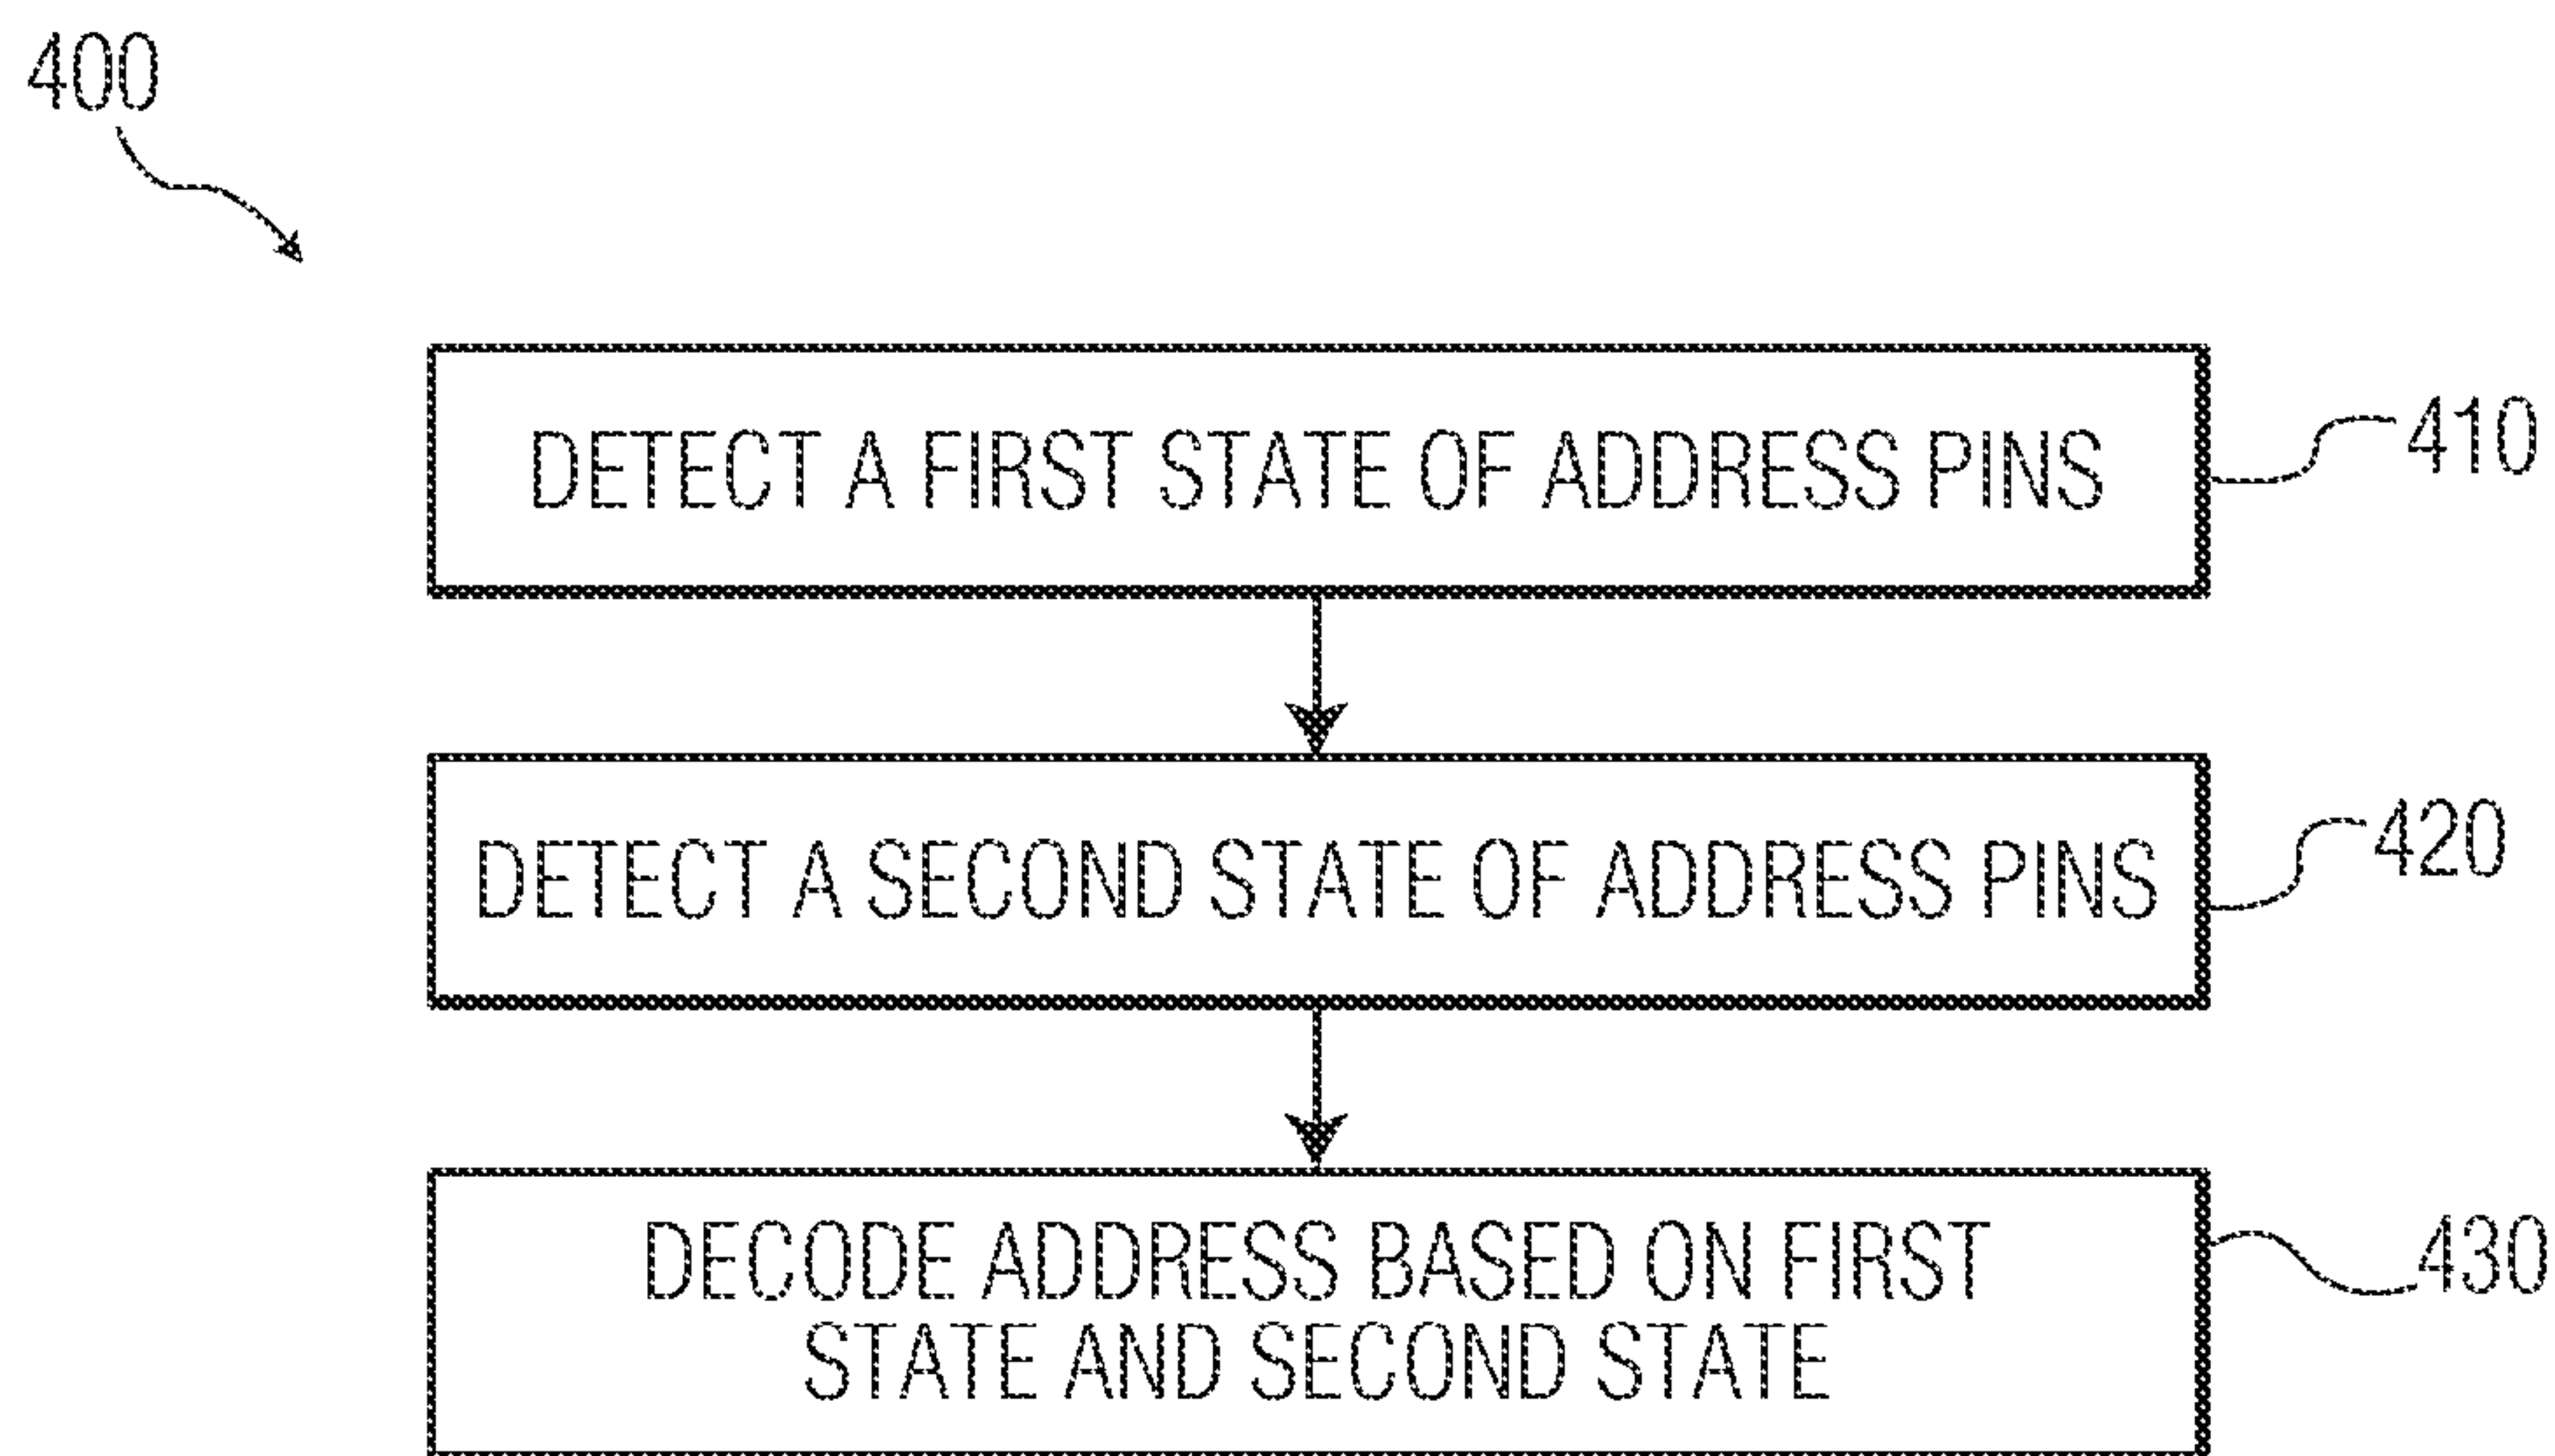 400
DETECT A FIRST STATE OF ADDRESS PINS
410
DETECT A SECOND STATE OF ADDRESS PINS
420
DECODE ADDRESS BASED ON FIRST
STATE AND SECOND STATE
430